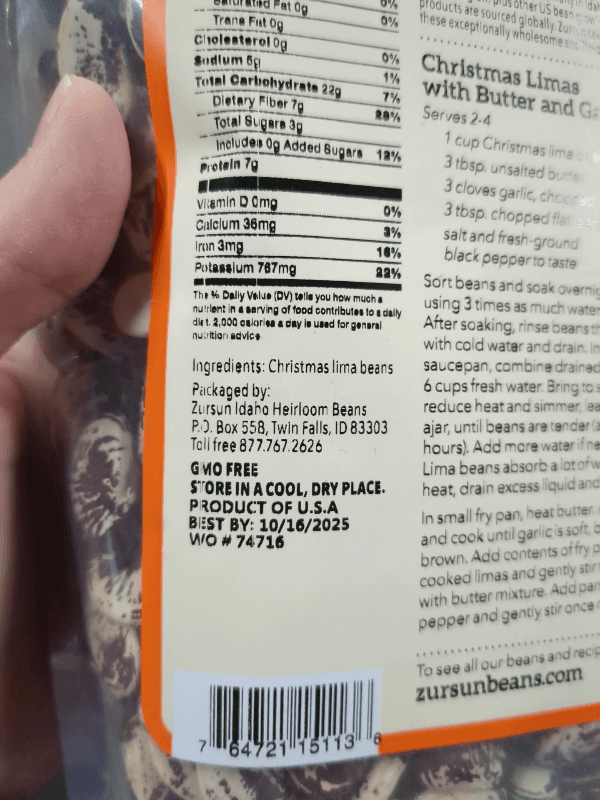 Saturated Fat 0g 0%
Trans Fat 0g
Cholesterol 0g 0%
Sodium 5g 1%
Total Carbohydrate 22g 7%
Dietary Fiber 7g 28%
Total Sugars 3g
Includes 0g Added Sugars 12%
Protein 7g
Vitamin D 0mg 0%
Calcium 36mg 3%
Iron 3mg 16%
Potassium 767mg 22%
The % Daily Value (DV) tells you how much a
nutrient in a serving of food contributes to a daily
diet. 2,000 calories a day is used for general
nutrition advice.
Ingredients: Christmas lima beans
Packaged by:
Zursun Idaho Heirloom Beans
P.O. Box 558, Twin Falls, ID 83303
Toll free 877.767.2626
GMO FREE
STORE IN A COOL, DRY PLACE.
PRODUCT OF U.S.A
BEST BY: 10/16/2025
WO # 74716
7 64721 15113 6
plus other US bean
products are sourced globally.
these exceptionally wholesome
Christmas Limas
with Butter and
Serves 2-4
1 cup Christmas lima
3 tbsp. unsalted
3 cloves garlic,
3 tbsp. chopped
salt and fresh-ground
black pepper to taste
Sort beans and soak
using 3 times as much water
After soaking, rinse beans
with cold water and drain.
saucepan, combine drained
6 cups fresh water. Bring to
reduce heat and simmer,
ajar, until beans are tender
hours). Add more water if
Lima beans absorb a lot of
heat, drain excess liquid and
In small fry pan, heat butter.
and cook until garlic is soft,
brown. Add contents of fry
cooked limas and gently
with butter mixture. Add
pepper and gently stir once
To see all our beans and
zursunbeans.com